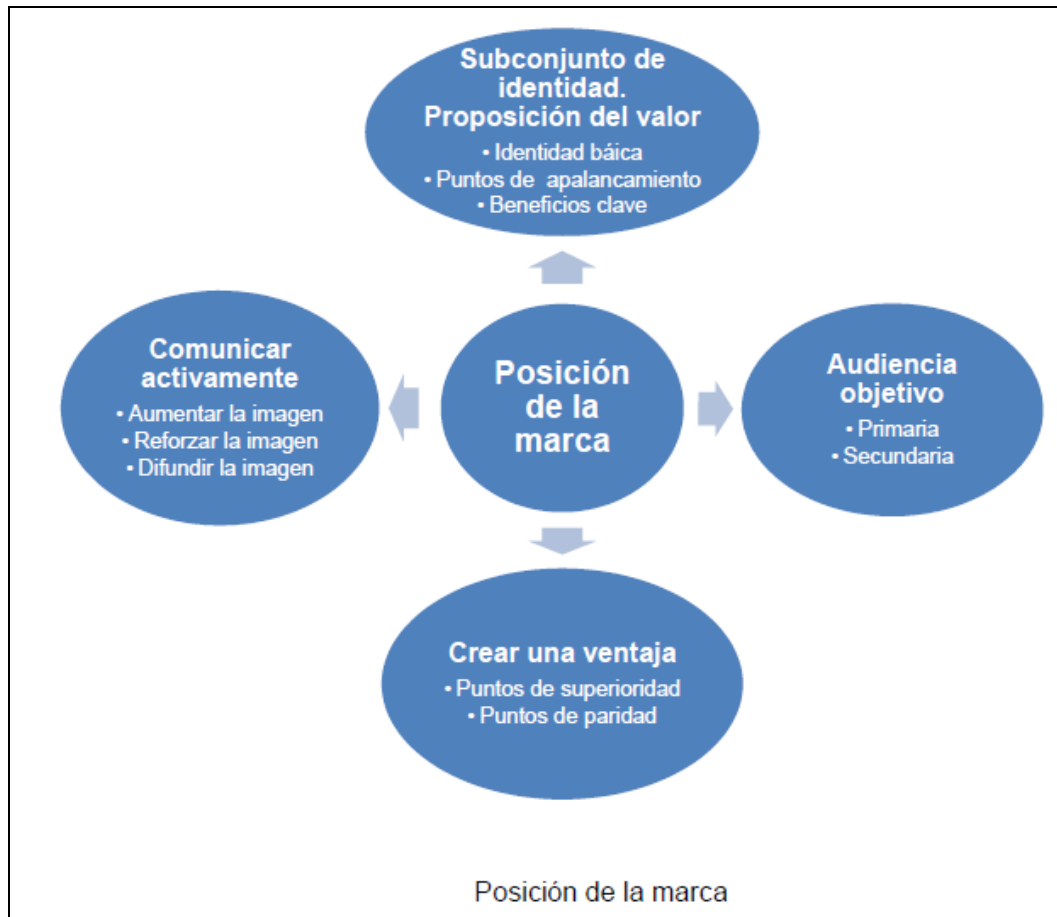 Subconjunto de
identidad.
Proposición del valor
• Identidad báica
• Puntos de apalancamiento
• Beneficios clave
Comunicar
activamente
• Aumentar la imagen
• Reforzar la imagen
• Difundir la imagen
Posición
de la
marca
Audiencia
objetivo
• Primaria
• Secundaria
Crear una ventaja
• Puntos de superioridad
• Puntos de paridad
Posición de la marca